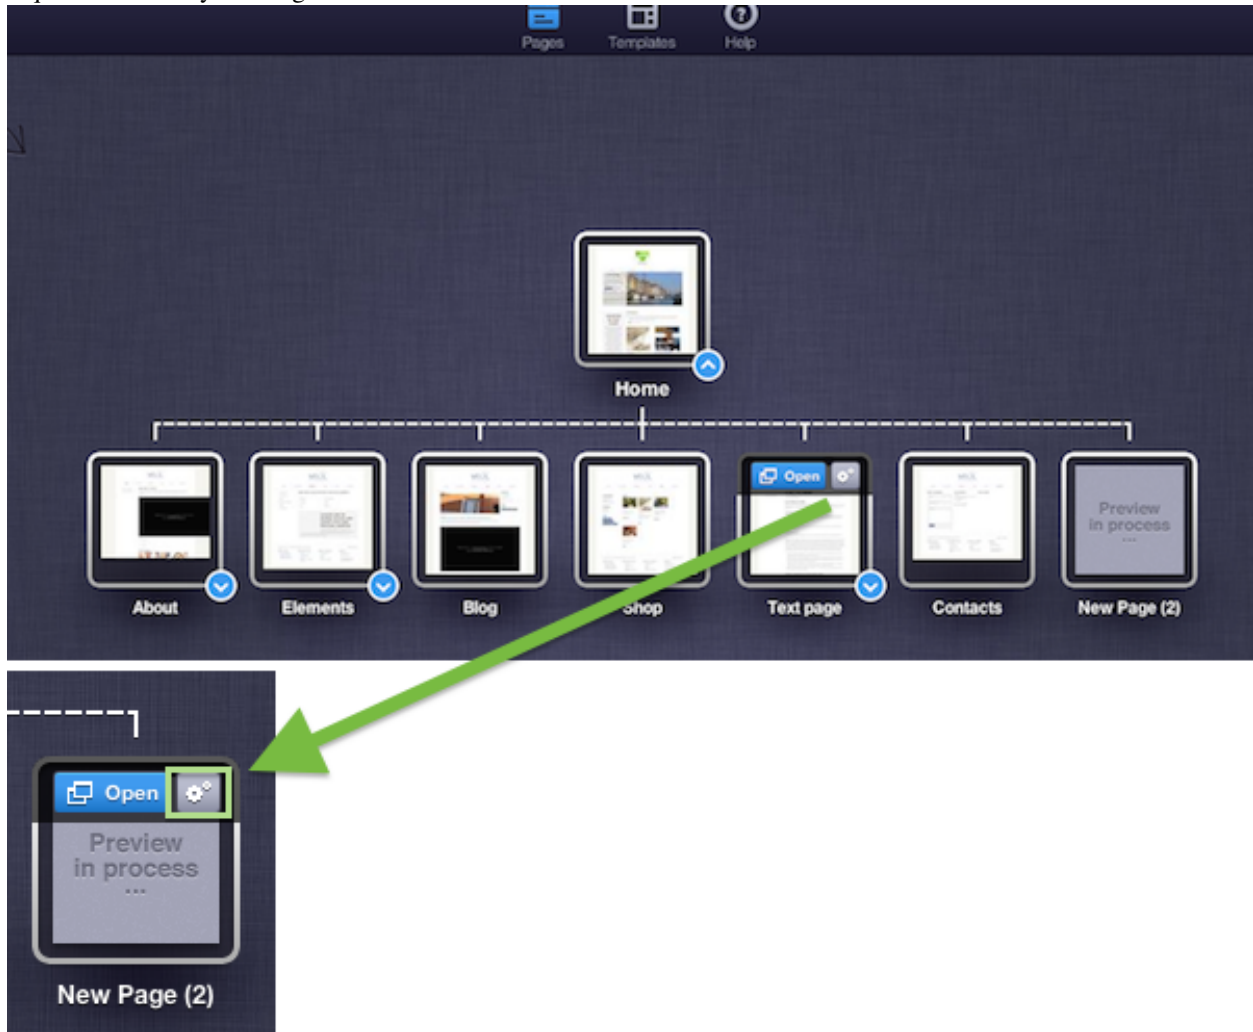 Pages Templates Help
Home
Open
Preview
in process
...
About Elements Blog Shop Text page Contacts New Page (2)
Open
Preview
in process
...
New Page (2)